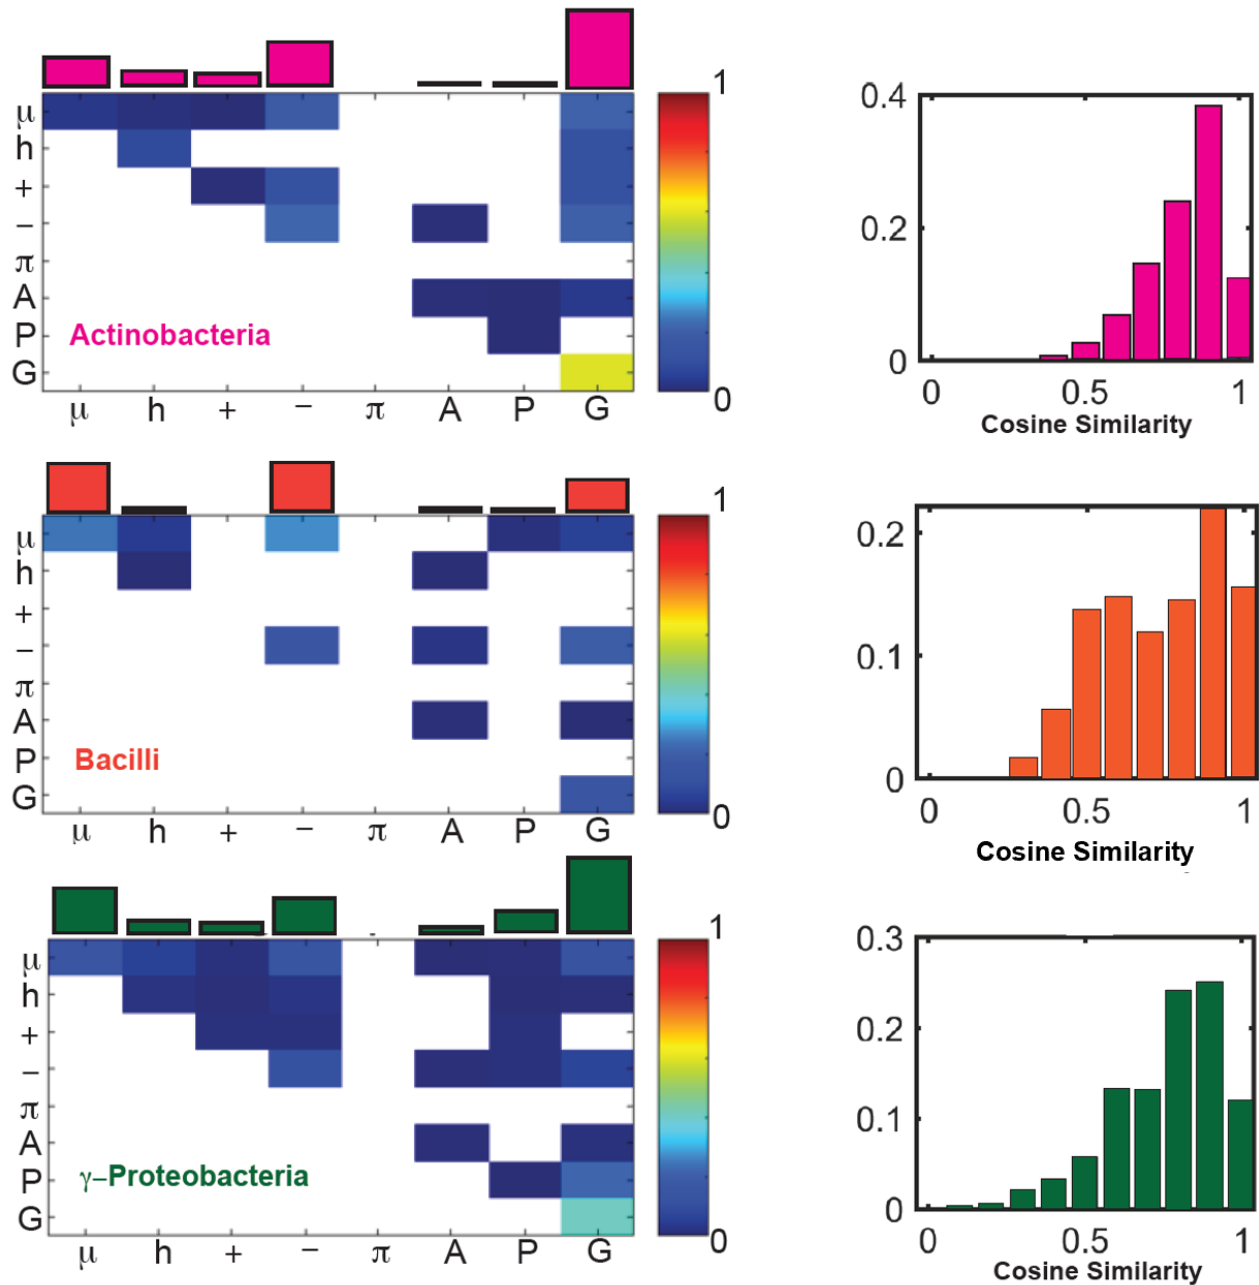 1
μ
h
+
−
π
A
P
G
Actinobacteria
0
μ h + − π A P G
0.4
0.2
0
0 0.5 1
Cosine Similarity
1
μ
h
+
−
π
A
P
G
Bacilli
0
μ h + − π A P G
0.2
0.1
0
0 0.5 1
Cosine Similarity
1
μ
h
+
−
π
A
P
G
γ−Proteobacteria
0
μ h + − π A P G
0.3
0.2
0.1
0
0 0.5 1
Cosine Similarity